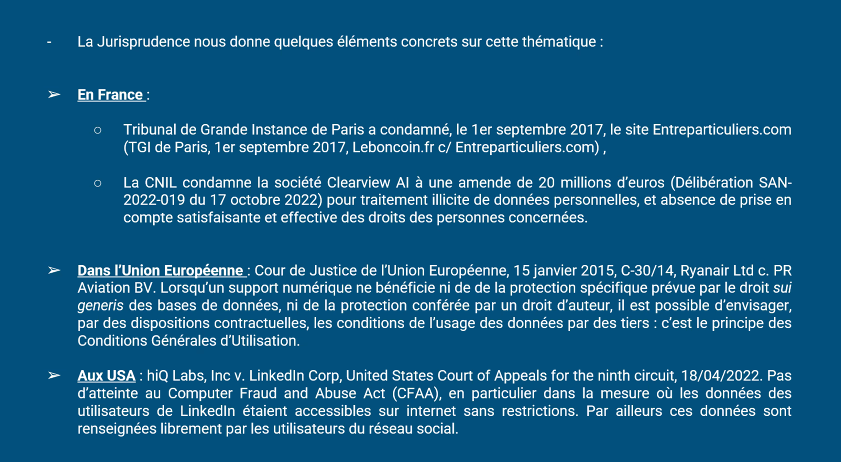 - La Jurisprudence nous donne quelques éléments concrets sur cette thématique :
➢ En France :
○ Tribunal de Grande Instance de Paris a condamné, le 1er septembre 2017, le site Entreparticuliers.com
(TGI de Paris, 1er septembre 2017, Leboncoin.fr c/ Entreparticuliers.com) ,
○ La CNIL condamne la société Clearview AI à une amende de 20 millions d'euros (Délibération SAN-
2022-019 du 17 octobre 2022) pour traitement illicite de données personnelles, et absence de prise en
compte satisfaisante et effective des droits des personnes concernées.
➢ Dans l'Union Européenne : Cour de Justice de l'Union Européenne, 15 janvier 2015, C-30/14, Ryanair Ltd c. PR
Aviation BV. Lorsqu'un support numérique ne bénéficie ni de de la protection spécifique prévue par le droit sui
generis des bases de données, ni de la protection conférée par un droit d'auteur, il est possible d'envisager,
par des dispositions contractuelles, les conditions de l'usage des données par des tiers : c'est le principe des
Conditions Générales d'Utilisation.
➢ Aux USA : hiQ Labs, Inc v. LinkedIn Corp, United States Court of Appeals for the ninth circuit, 18/04/2022. Pas
d'atteinte au Computer Fraud and Abuse Act (CFAA), en particulier dans la mesure où les données des
utilisateurs de LinkedIn étaient accessibles sur internet sans restrictions. Par ailleurs ces données sont
renseignées librement par les utilisateurs du réseau social.